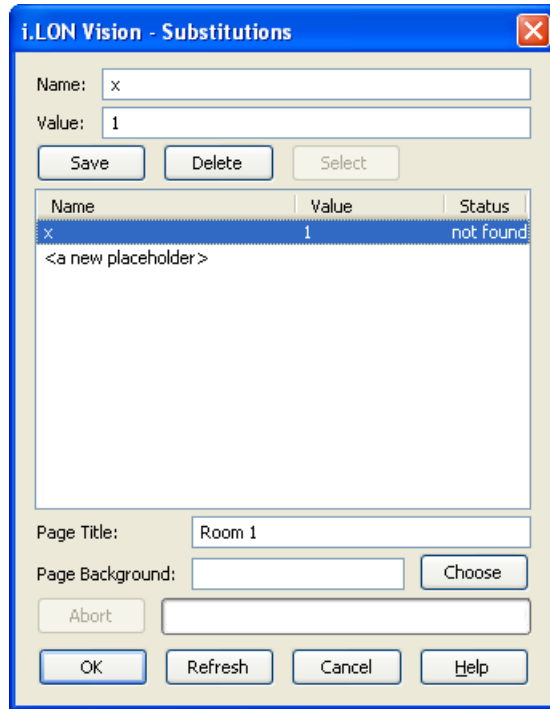 i.LON Vision - Substitutions
Name: x
Value: 1
Save Delete Select
Name Value Status
x 1 not found
<a new placeholder>
Page Title: Room 1
Page Background: Choose
Abort
OK Refresh Cancel Help